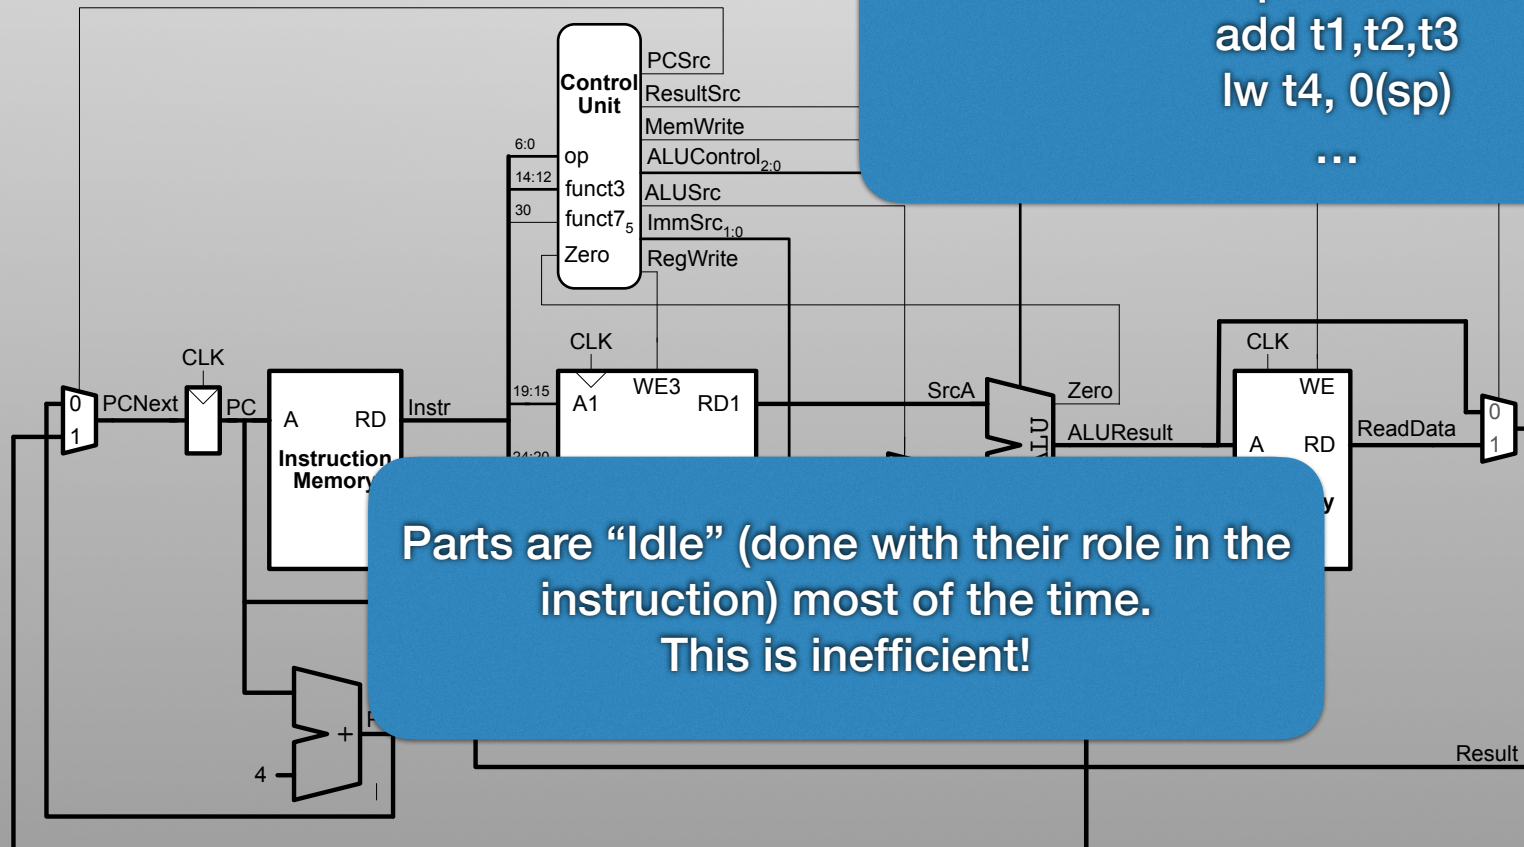 add t1,t2,t3
lw t4, 0(sp)
...
PCSrc
Control
Unit
ResultSrc
MemWrite
6:0
op
ALUControl2:0
14:12
funct3
ALUSrc
30
funct75
ImmSrc1:0
Zero
RegWrite
CLK
CLK
CLK
0
1
PCNext
PC
A
RD
Instr
Instruction
Memory
19:15
A1
WE3
RD1
24:20
SrcA
Zero
ALU
ALUResult
WE
A
RD
ReadData
0
1
y
Parts are “Idle” (done with their role in the
instruction) most of the time.
This is inefficient!
+
4
Result